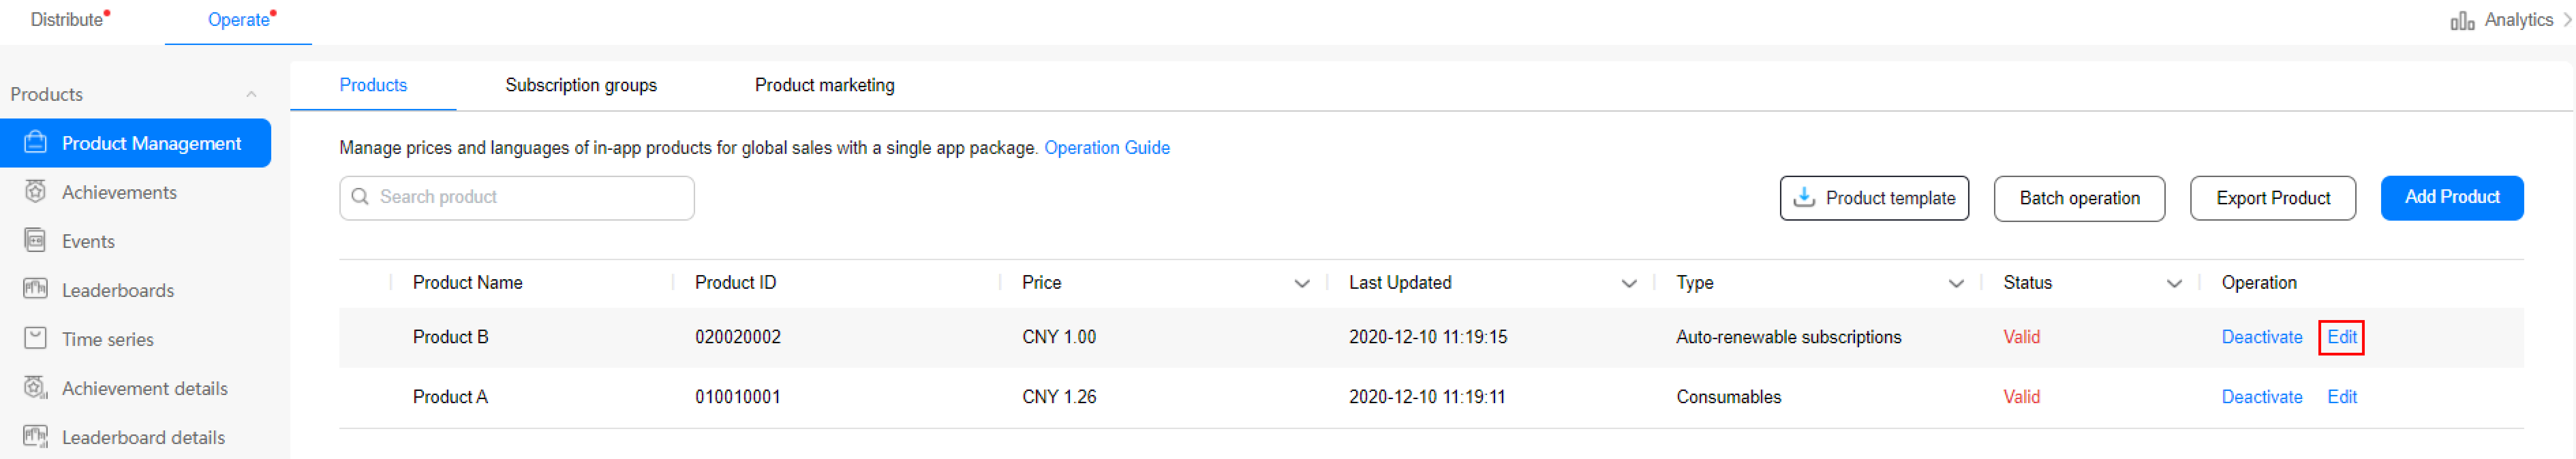 Distribute Operate Analytics
Products
Product Management
Achievements
Events
Leaderboards
Time series
Achievement details
Leaderboard details
Products Subscription groups Product marketing
Manage prices and languages of in-app products for global sales with a single app package. Operation Guide
Search product Product template Batch operation Export Product Add Product
Product Name Product ID Price Last Updated Type Status Operation
Product B 020020002 CNY 1.00 2020-12-10 11:19:15 Auto-renewable subscriptions Valid Deactivate Edit
Product A 010010001 CNY 1.26 2020-12-10 11:19:11 Consumables Valid Deactivate Edit